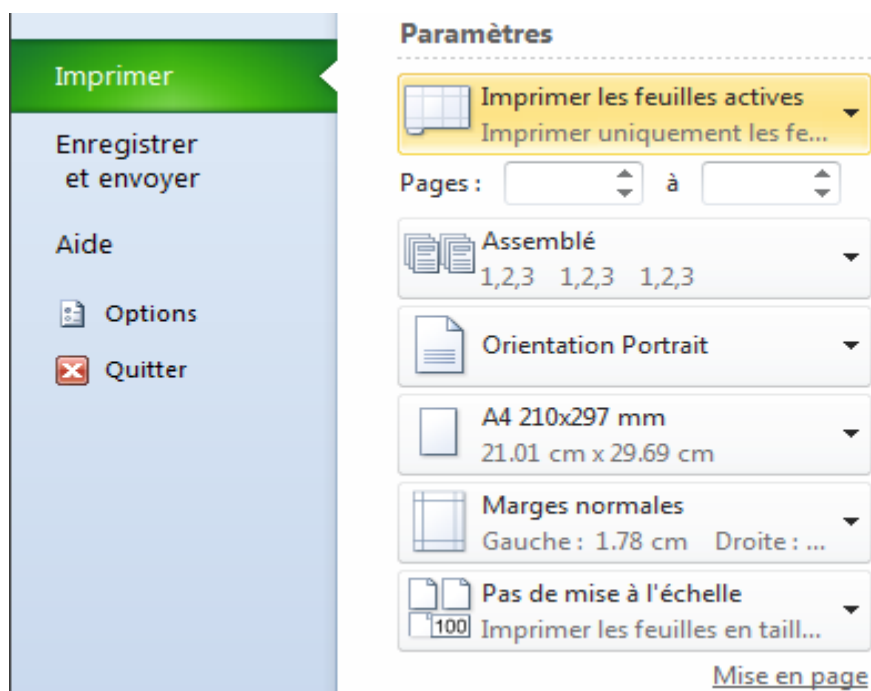 Imprimer
Enregistrer
et envoyer
Aide
Options
Quitter
Paramètres
Imprimer les feuilles actives
Imprimer uniquement les fe...
Pages : à
Assemblé
1,2,3 1,2,3 1,2,3
Orientation Portrait
A4 210x297 mm
21.01 cm x 29.69 cm
Marges normales
Gauche : 1.78 cm Droite : ...
Pas de mise à l'échelle
100 Imprimer les feuilles en taill...
Mise en page